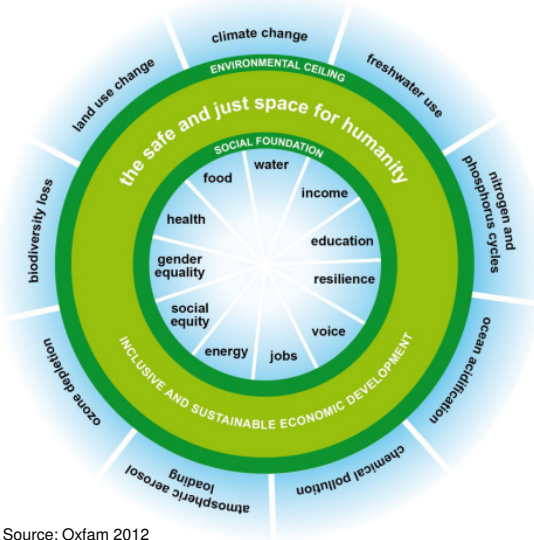 climate change
freshwater use
nitrogen and
phosphorus cycles
ocean acidification
chemical pollution
atmospheric aerosol
loading
ozone depletion
biodiversity loss
land use change
ENVIRONMENTAL CEILING
the safe and just space for humanity
SOCIAL FOUNDATION
water
income
education
resilience
voice
jobs
energy
social
equity
gender
equality
health
food
INCLUSIVE AND SUSTAINABLE ECONOMIC DEVELOPMENT
Source: Oxfam 2012